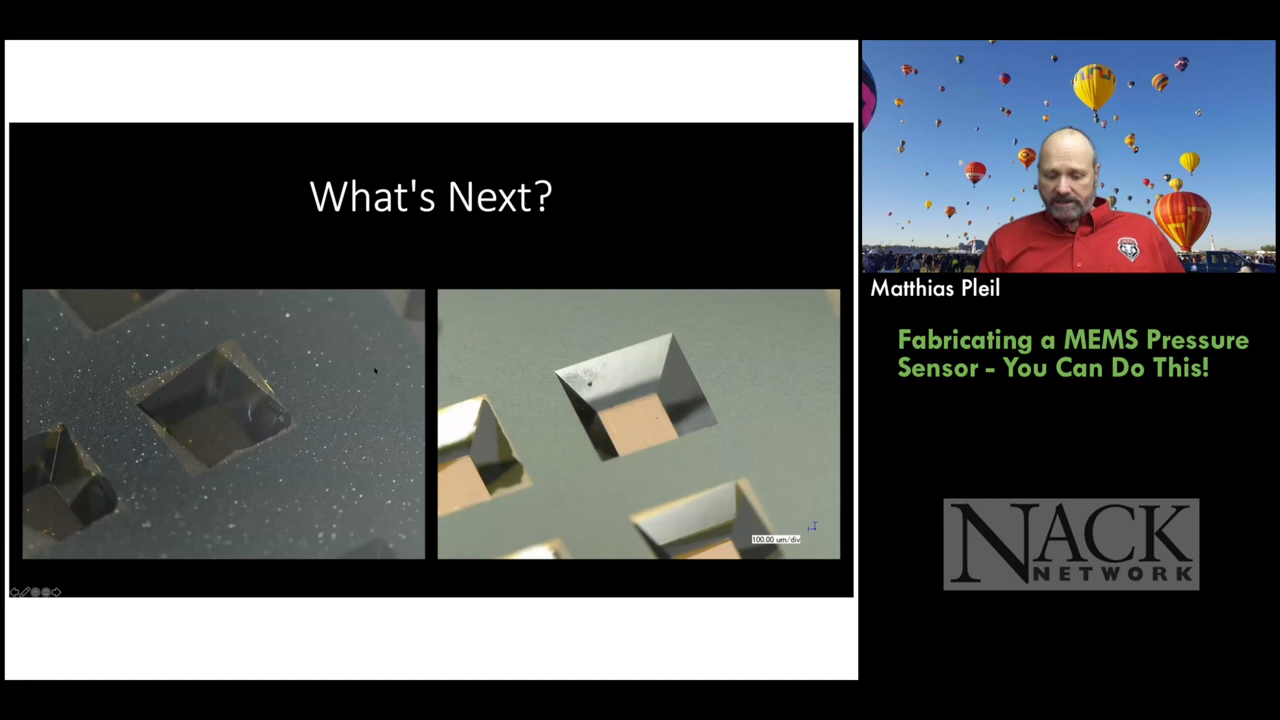 What's Next?
100.00 um/div
Matthias Pleil
Fabricating a MEMS Pressure
Sensor - You Can Do This!
NACK
NETWORK